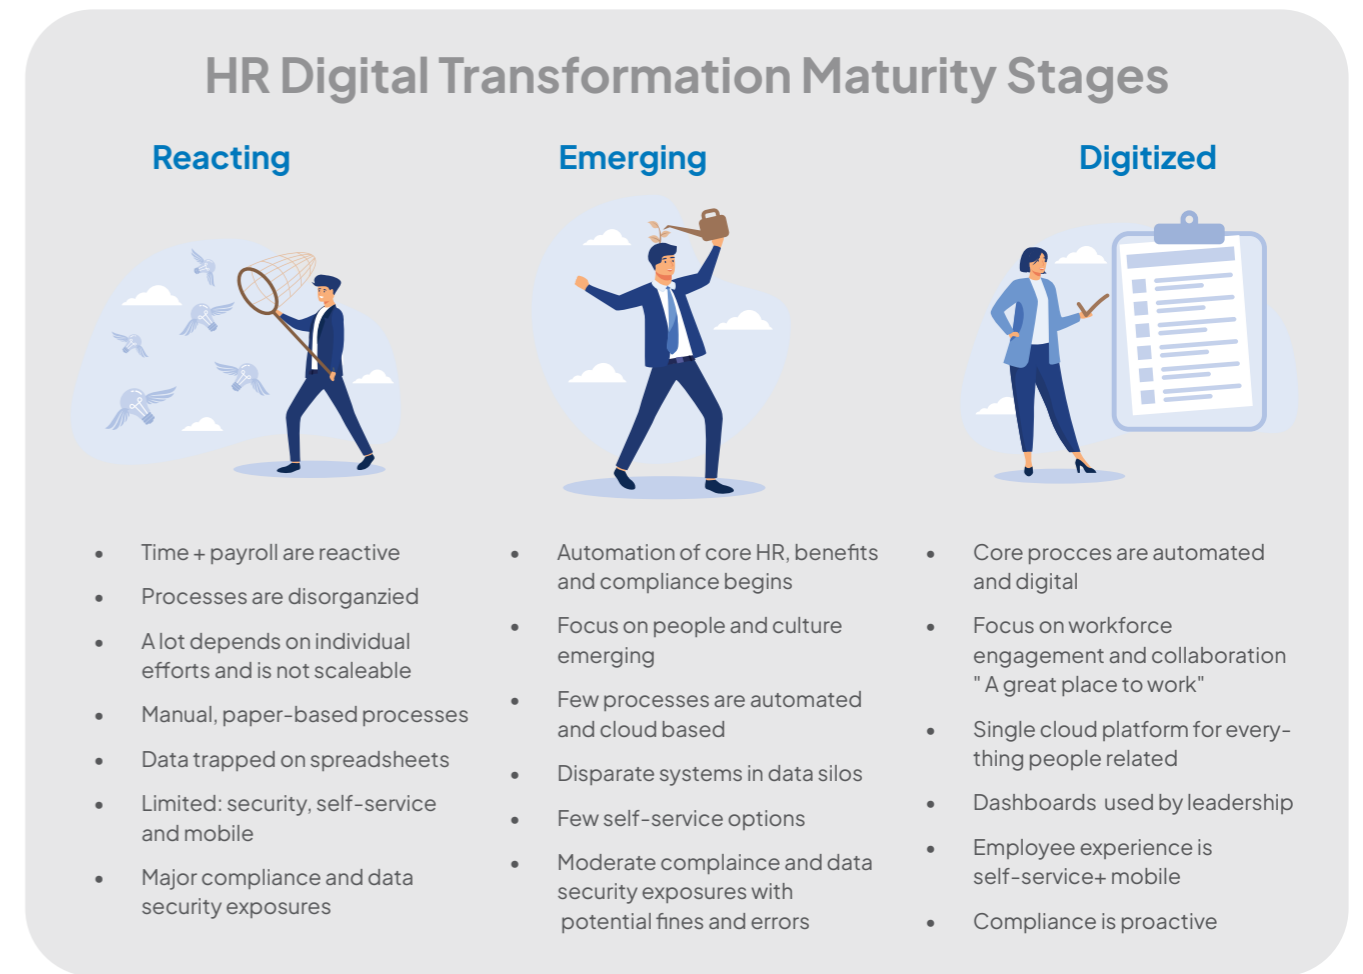 HR Digital Transformation Maturity Stages
Reacting
• Time + payroll are reactive
• Processes are disorganzied
• A lot depends on individual
efforts and is not scaleable
• Manual, paper-based processes
• Data trapped on spreadsheets
• Limited: security, self-service
and mobile
• Major compliance and data
security exposures
Emerging
• Automation of core HR, benefits
and compliance begins
• Focus on people and culture
emerging
• Few processes are automated
and cloud based
• Disparate systems in data silos
• Few self-service options
• Moderate complaince and data
security exposures with
potential fines and errors
Digitized
• Core procces are automated
and digital
• Focus on workforce
engagement and collaboration
" A great place to work"
• Single cloud platform for every-
thing people related
• Dashboards used by leadership
• Employee experience is
self-service+ mobile
• Compliance is proactive